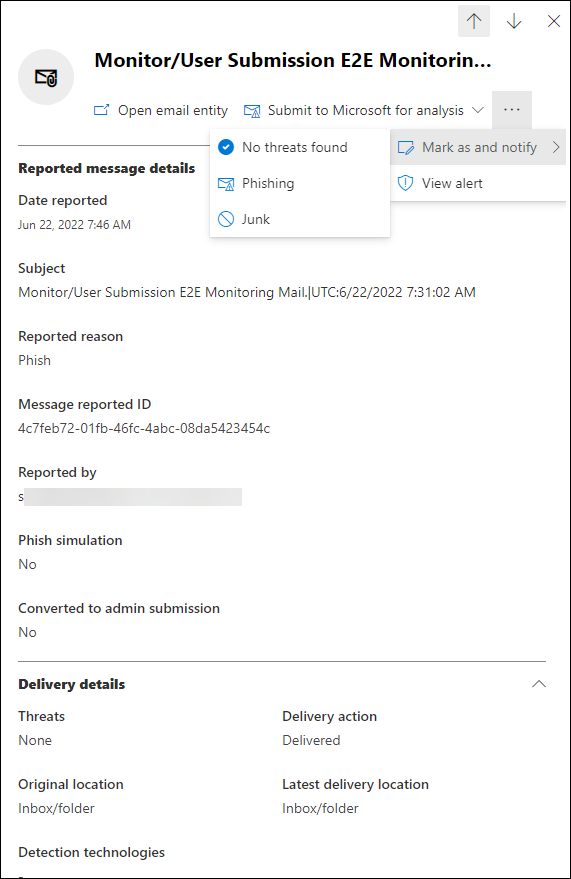 Monitor/User Submission E2E Monitorin...
Open email entity
Submit to Microsoft for analysis
...
No threats found
Phishing
Junk
Mark as and notify
View alert
Reported message details
Date reported
Jun 22, 2022 7:46 AM
Subject
Monitor/User Submission E2E Monitoring Mail.|UTC:6/22/2022 7:31:02 AM
Reported reason
Phish
Message reported ID
4c7feb72-01fb-46fc-4abc-08da5423454c
Reported by
s
Phish simulation
No
Converted to admin submission
No
Delivery details
Threats
Delivery action
None
Delivered
Original location
Latest delivery location
Inbox/folder
Inbox/folder
Detection technologies